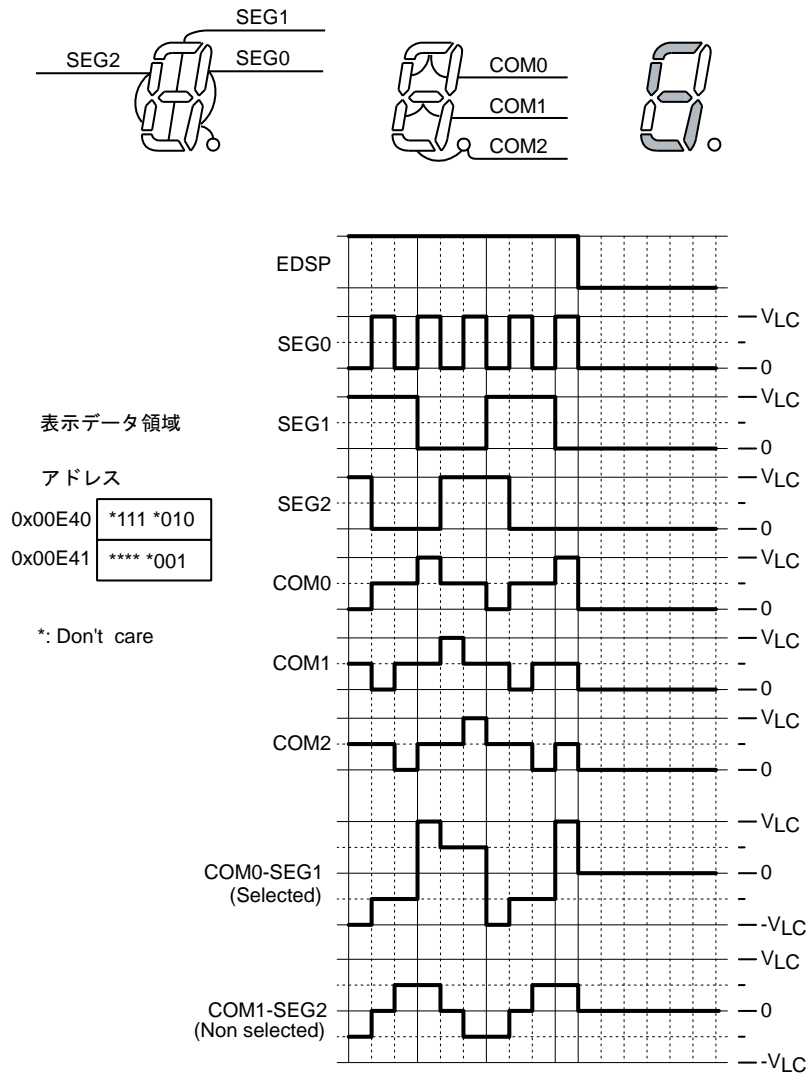 SEG1
SEG2
SEG0
COM0
COM1
COM2
EDSP
VLC
SEG0
0
VLC
表示データ領域
SEG1
0
アドレス
VLC
SEG2
0x00E40 *111 *010
0
0x00E41 **** *001
VLC
COM0
0
*: Don't care
VLC
COM1
0
VLC
COM2
0
VLC
COM0-SEG1
0
(Selected)
-VLC
VLC
COM1-SEG2
0
(Non selected)
-VLC